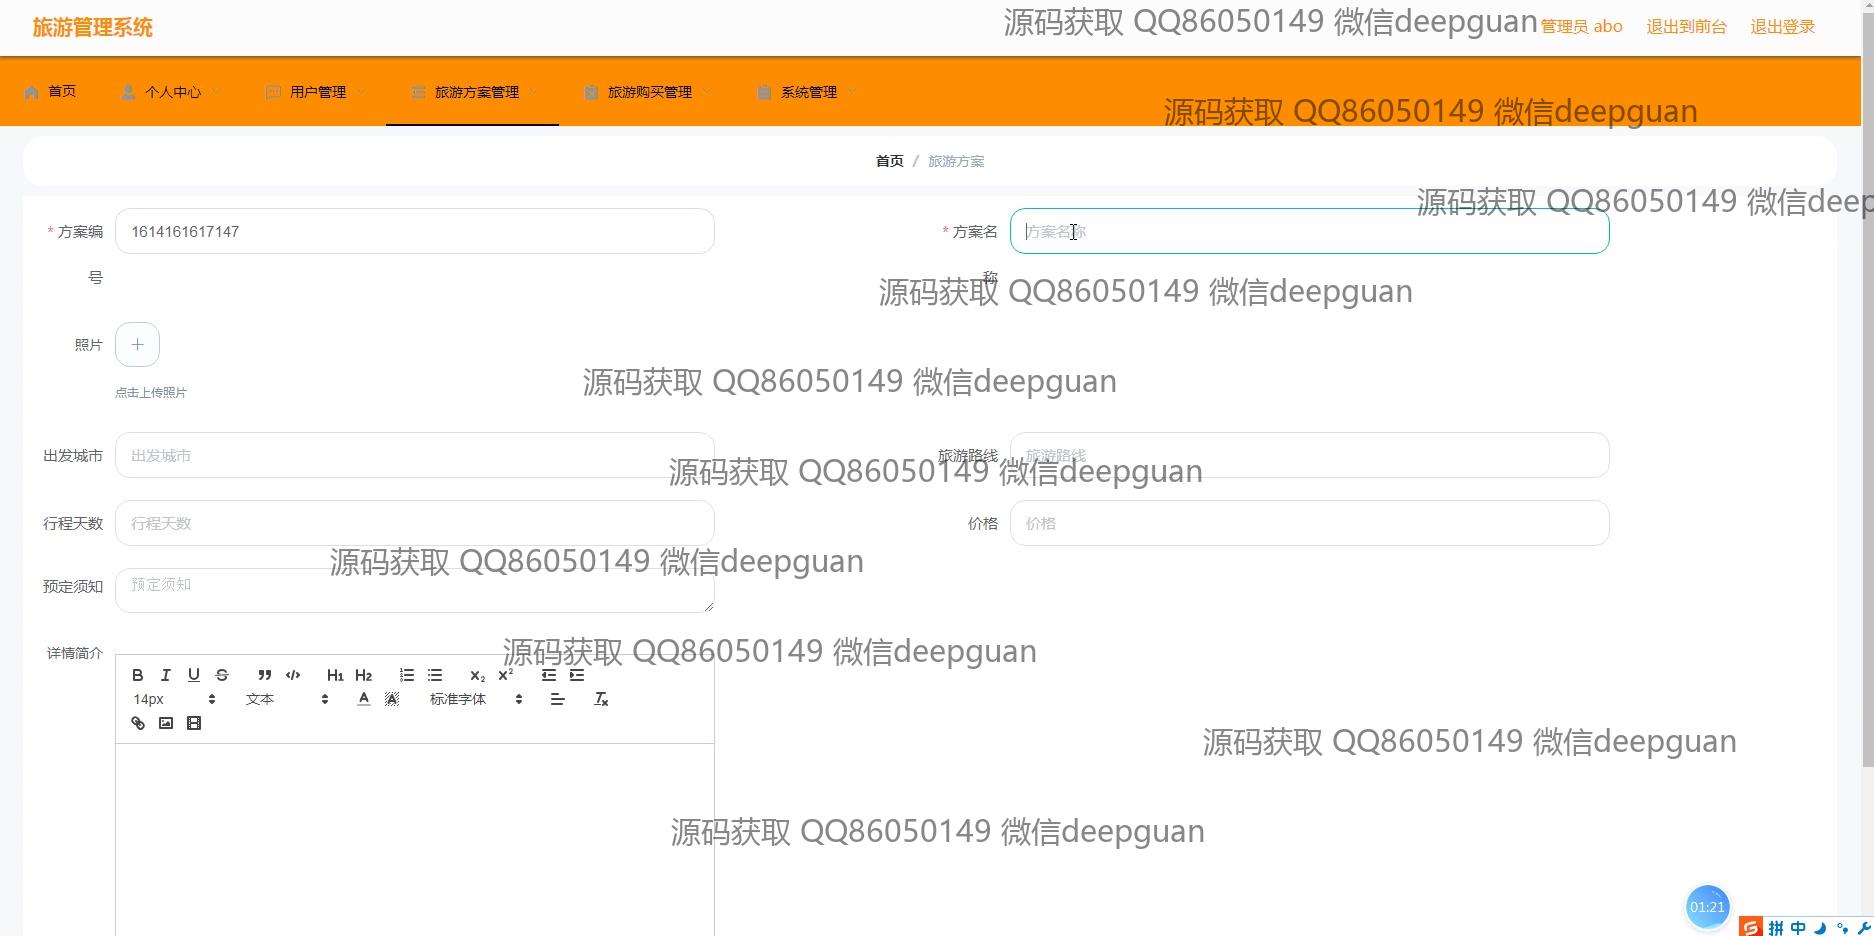 旅游管理系统
源码获取 QQ86050149 微信deepguan
管理员 abo
退出到前台
退出登录
首页
个人中心
用户管理
旅游方案管理
旅游购买管理
系统管理
源码获取 QQ86050149 微信deepguan
首页 / 旅游方案
源码获取 QQ86050149 微信deep
* 方案编号
1614161617147
* 方案名称
方案名称
源码获取 QQ86050149 微信deepguan
照片
点击上传照片
源码获取 QQ86050149 微信deepguan
出发城市
出发城市
旅游路线
旅游路线
源码获取 QQ86050149 微信deepguan
行程天数
行程天数
价格
价格
源码获取 QQ86050149 微信deepguan
预定须知
预定须知
详情简介
源码获取 QQ86050149 微信deepguan
B I U S H1 H2 x₂ x²
14px 文本 A A 标准字体 Tx
源码获取 QQ86050149 微信deepguan
源码获取 QQ86050149 微信deepguan
01:21
S 拼 中